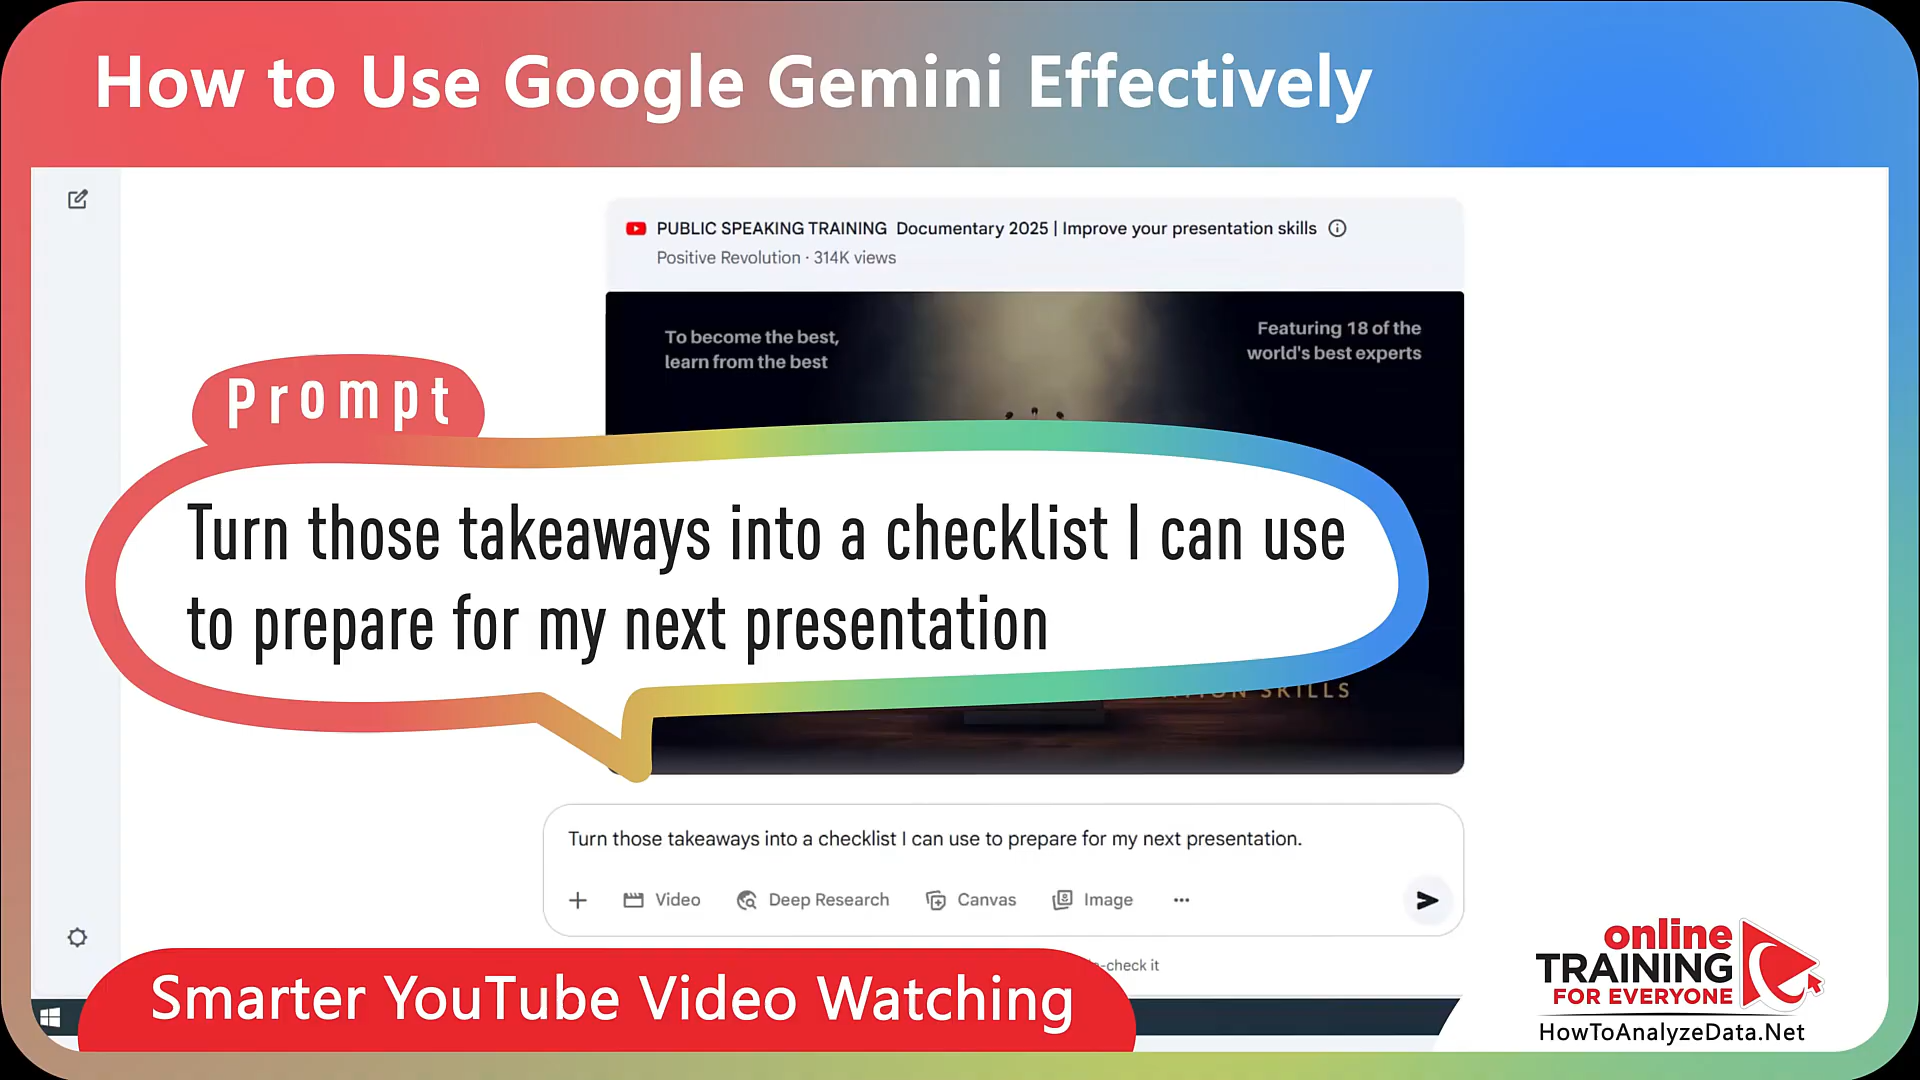 How to Use Google Gemini Effectively
PUBLIC SPEAKING TRAINING Documentary 2025 | Improve your presentation skills
Positive Revolution · 314K views
To become the best,
learn from the best
Featuring 18 of the
world's best experts
Prompt
Turn those takeaways into a checklist I can use
to prepare for my next presentation
SKILLS
Turn those takeaways into a checklist I can use to prepare for my next presentation.
Video Deep Research Canvas Image
check it
Smarter YouTube Video Watching
online
TRAINING
FOR EVERYONE
HowToAnalyzeData.Net